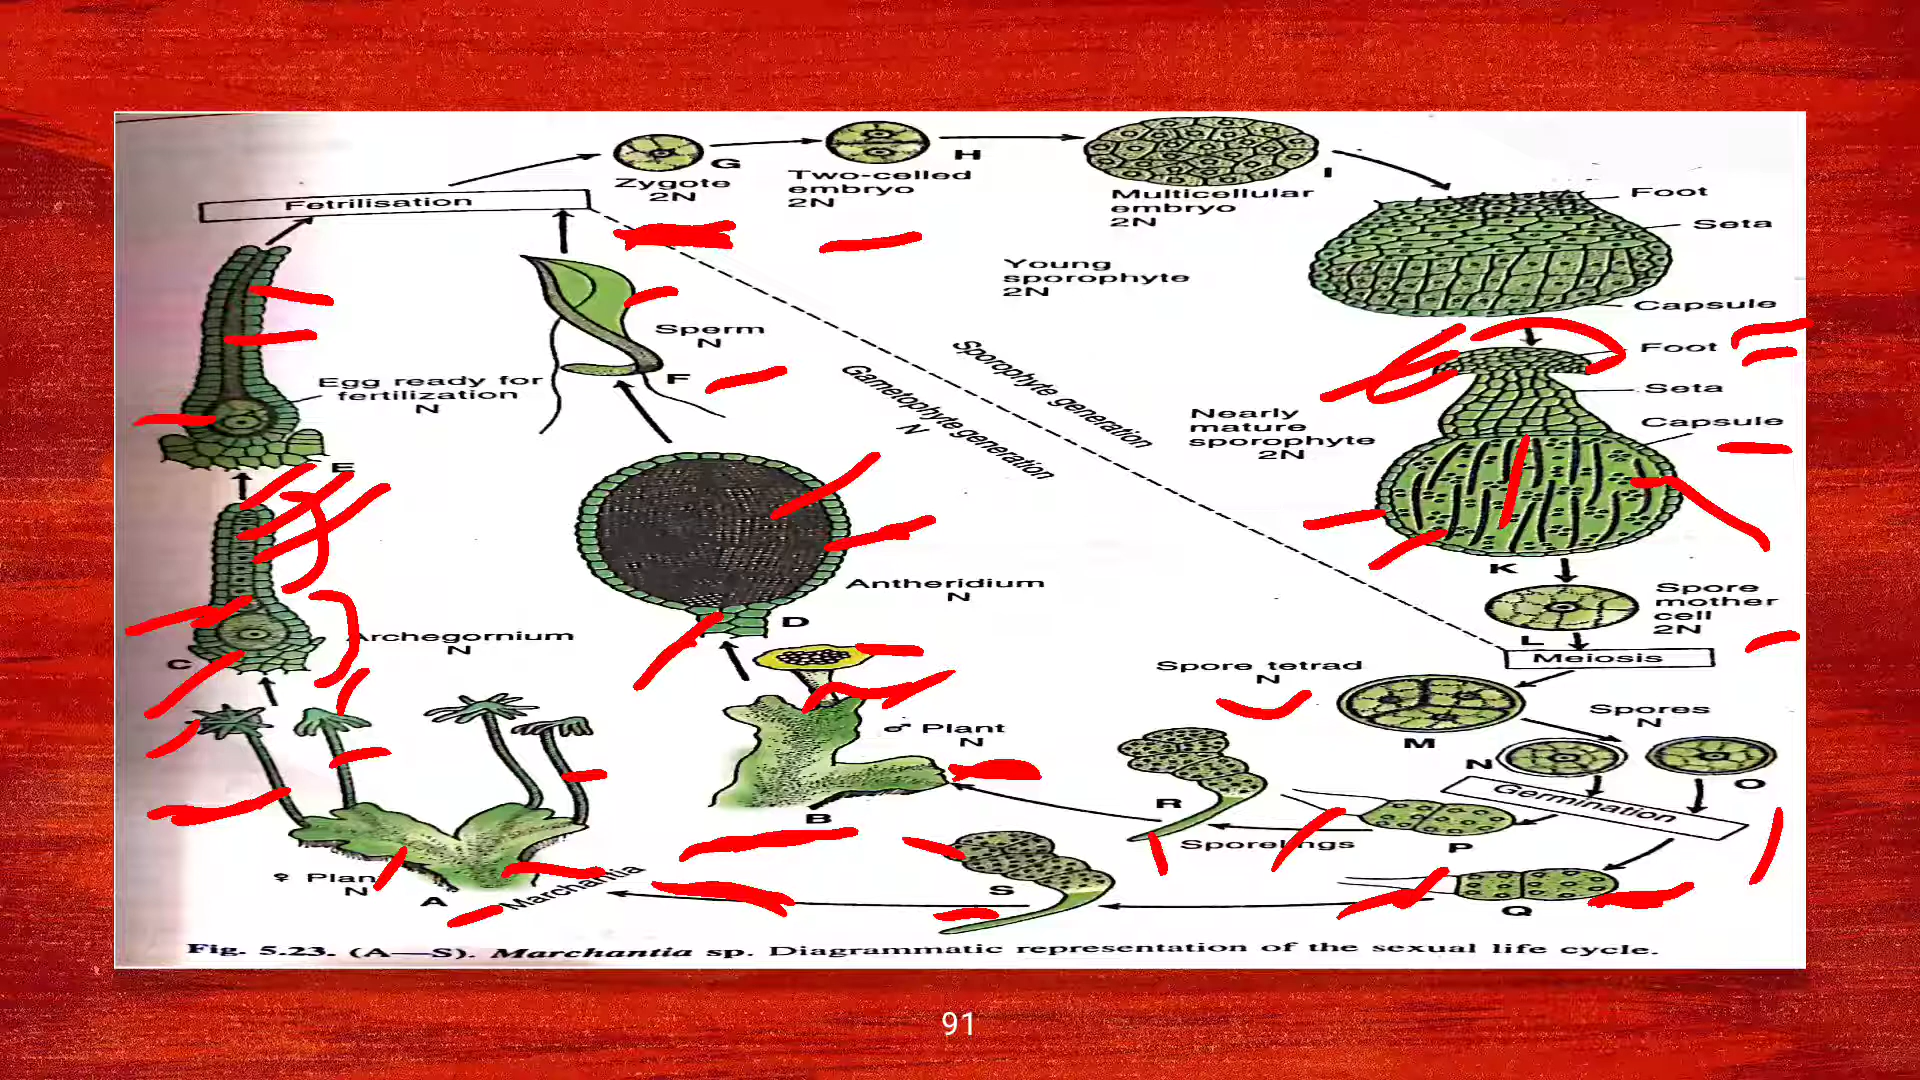 G
H
I
Zygote
2N
Two-celled
embryo
2N
Multicellular
embryo
2N
Foot
Seta
Capsule
Fetrilisation
Young
sporophyte
2N
Sperm
N
F
Egg ready for
fertilization
N
E
Sporophyte generation
Gametophyte generation
N
Foot
Seta
Capsule
Nearly
mature
sporophyte
2N
K
Antheridium
N
D
Archegornium
N
C
Spore
mother
cell
2N
L
Meiosis
Spore tetrad
N
M
Spores
N
N
O
Germination
♂ Plant
N
B
R
Sporelings
P
S
Q
♀ Plan
N
A
Marchantia
Fig. 5.23. (A—S). Marchantia sp. Diagrammatic representation of the sexual life cycle.
91